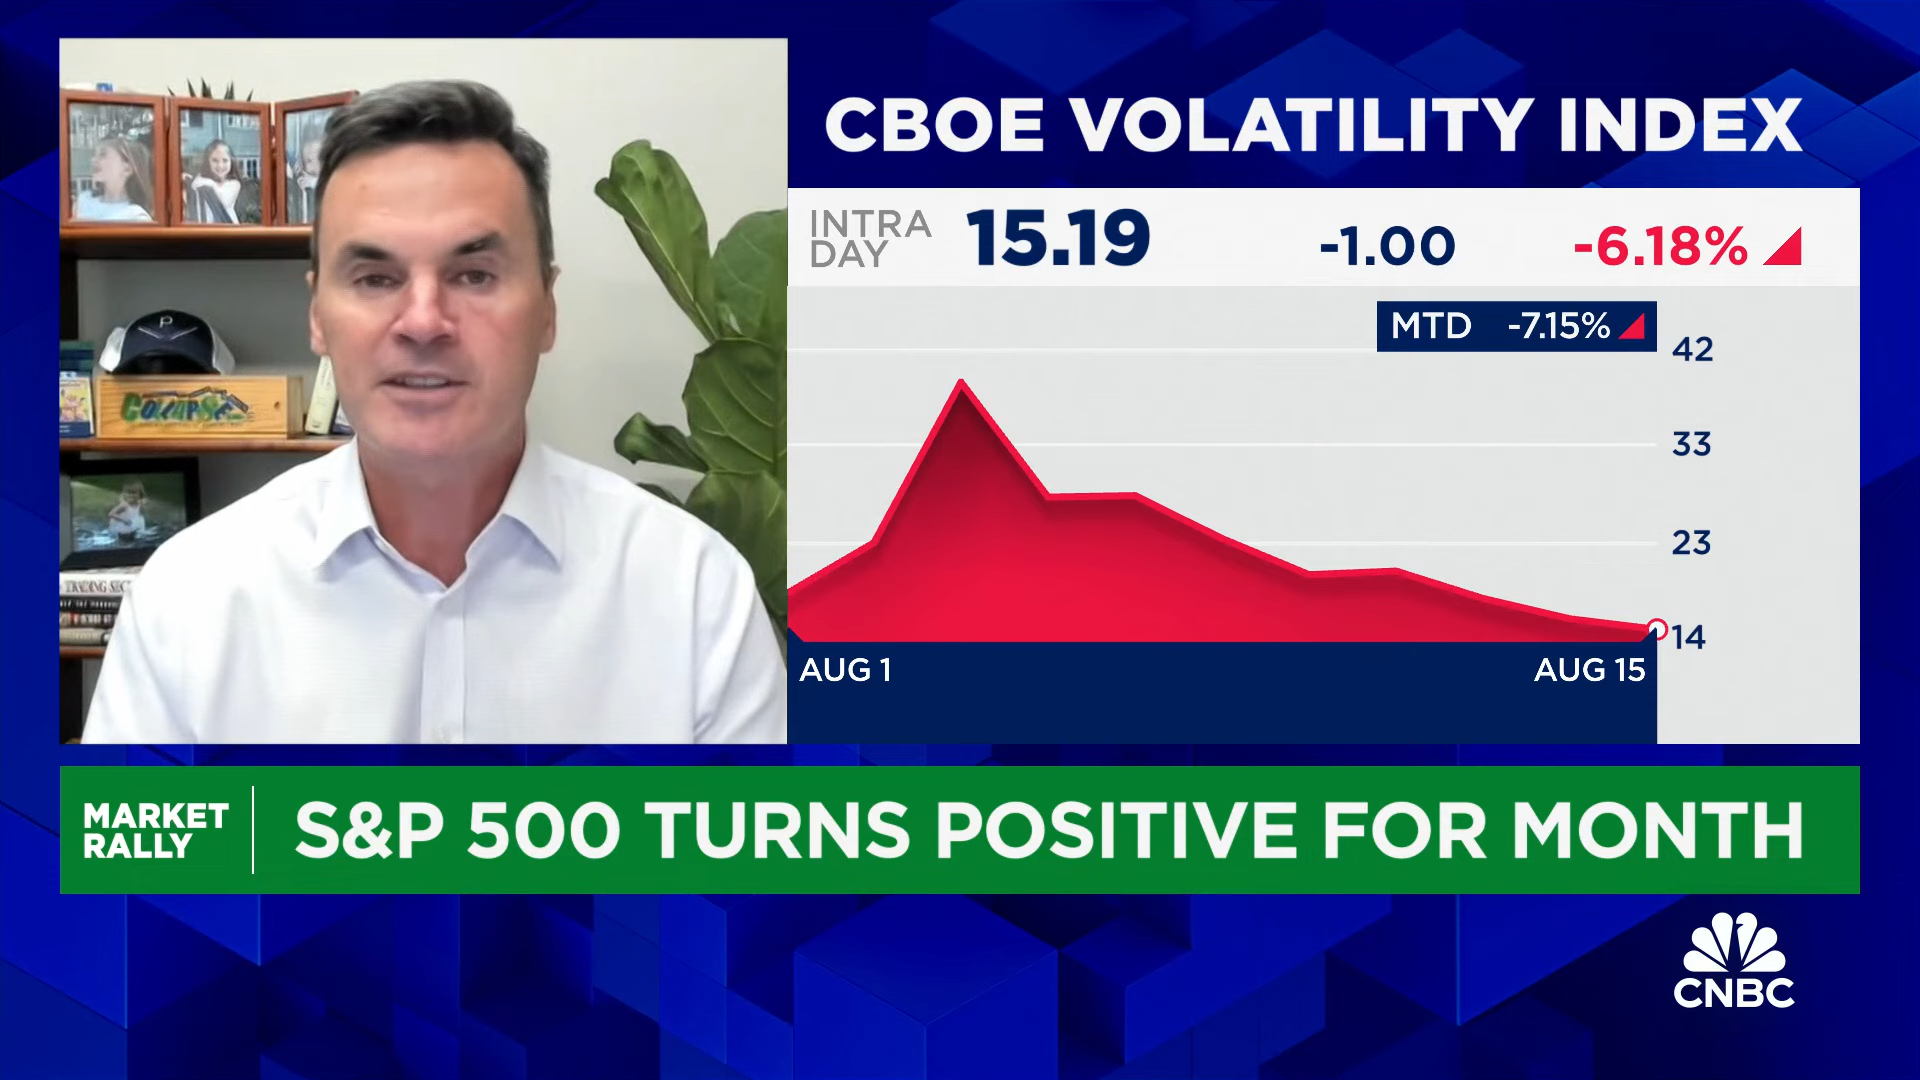 CBOE VOLATILITY INDEX
INTRA
DAY
15.19 -1.00 -6.18%
MTD -7.15%
42
33
23
14
AUG 1 AUG 15
P
COLLAPSE
MARKET
RALLY
S&P 500 TURNS POSITIVE FOR MONTH
CNBC